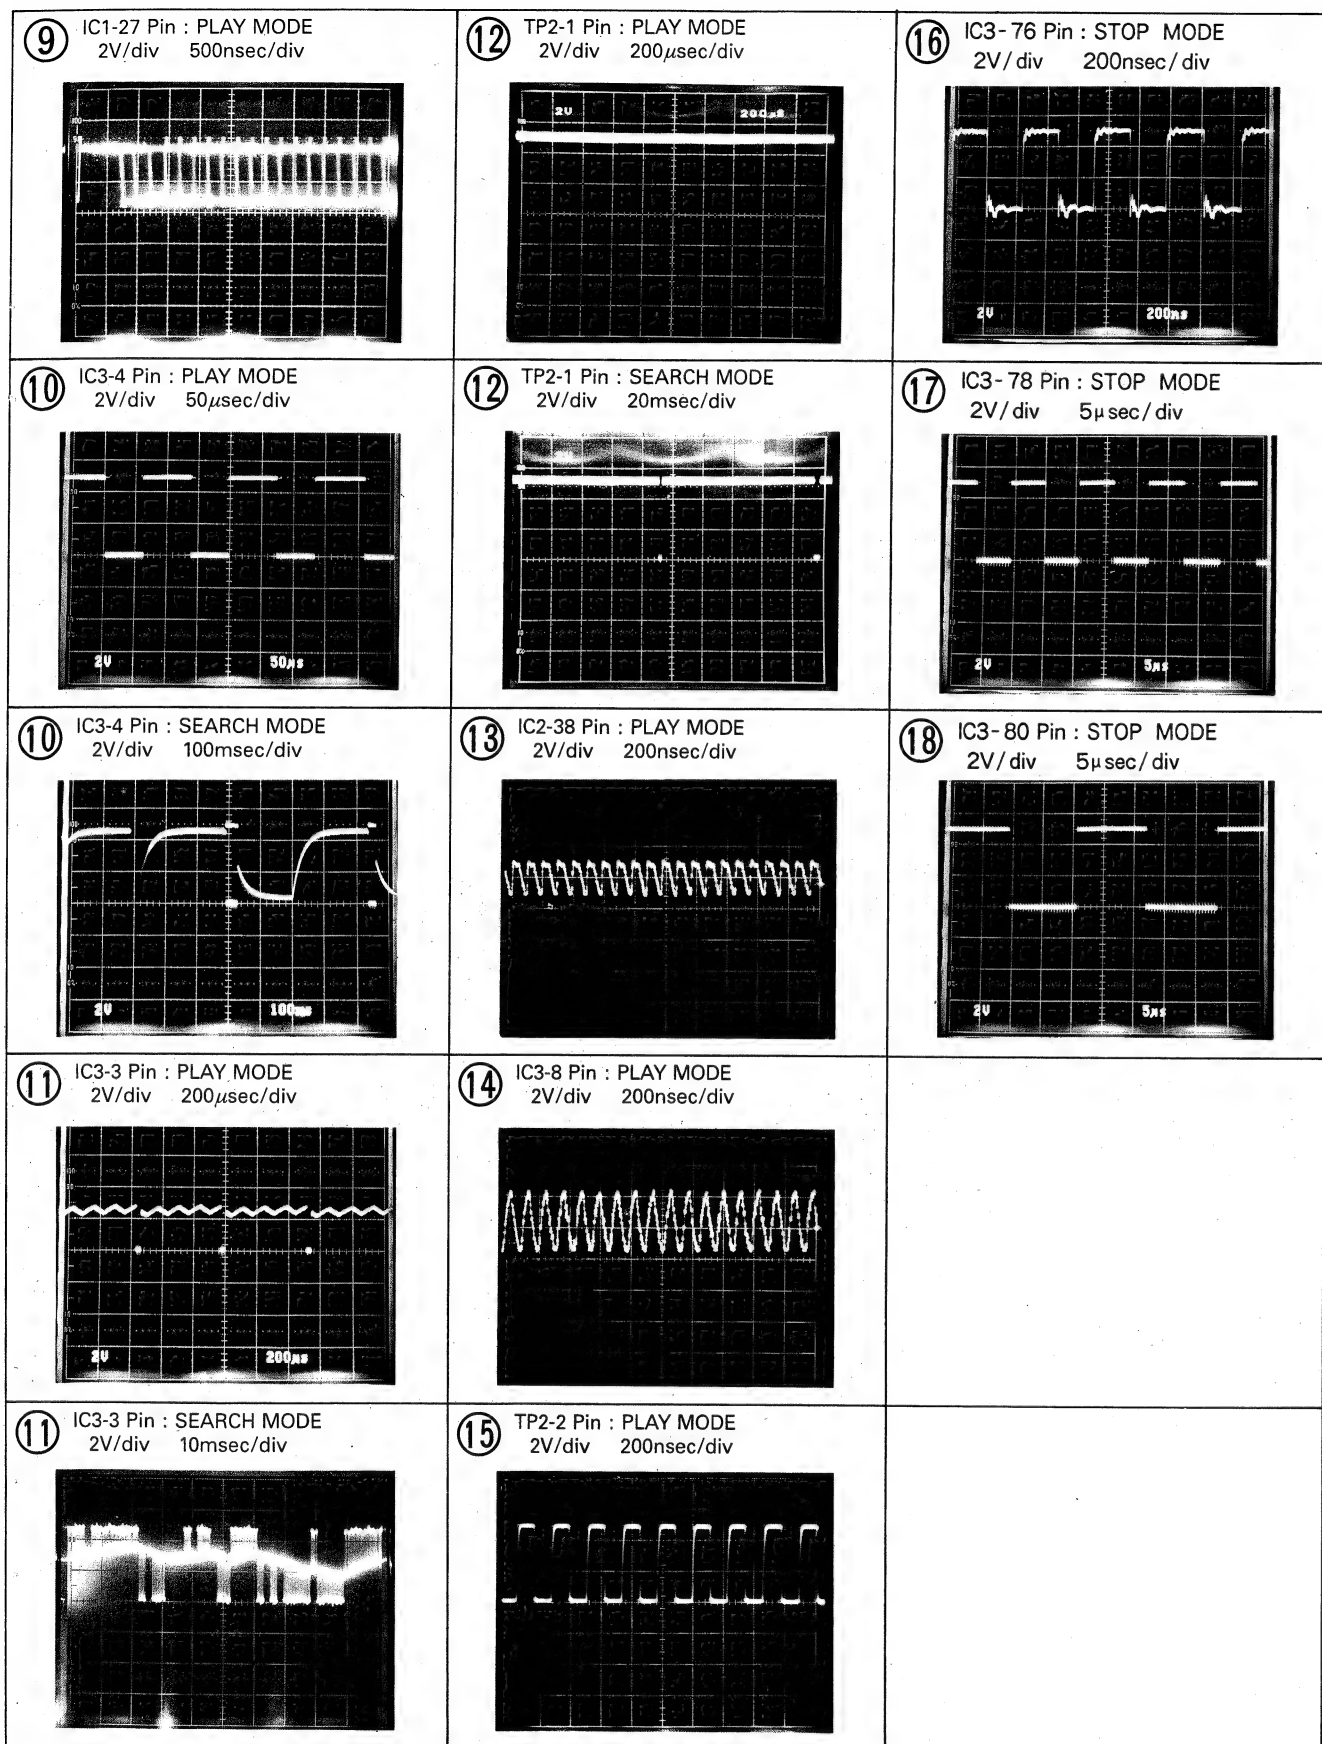 ⑨ IC1-27 Pin : PLAY MODE
2V/div 500nsec/div
⑩ IC3-4 Pin : PLAY MODE
2V/div 50μsec/div
2V 50μs
⑩ IC3-4 Pin : SEARCH MODE
2V/div 100msec/div
2V 100ms
⑪ IC3-3 Pin : PLAY MODE
2V/div 200μsec/div
2V 200μs
⑪ IC3-3 Pin : SEARCH MODE
2V/div 10msec/div
⑫ TP2-1 Pin : PLAY MODE
2V/div 200μsec/div
2V 200μs
⑫ TP2-1 Pin : SEARCH MODE
2V/div 20msec/div
⑬ IC2-38 Pin : PLAY MODE
2V/div 200nsec/div
⑭ IC3-8 Pin : PLAY MODE
2V/div 200nsec/div
⑮ TP2-2 Pin : PLAY MODE
2V/div 200nsec/div
⑯ IC3-76 Pin : STOP MODE
2V/div 200nsec/div
2V 200ns
⑰ IC3-78 Pin : STOP MODE
2V/div 5μsec/div
2V 5μs
⑱ IC3-80 Pin : STOP MODE
2V/div 5μsec/div
2V 5μs